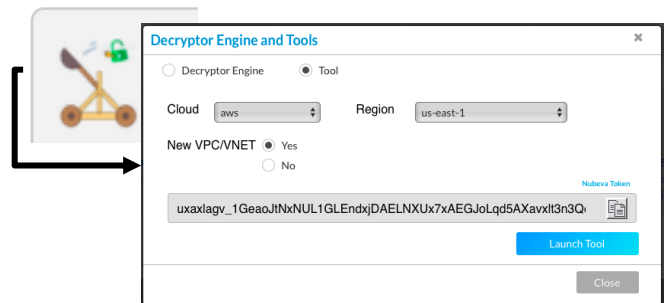 Decryptor Engine and Tools
Decryptor Engine Tool
Cloud aws Region us-east-1
New VPC/VNET Yes
No
Nubeva Token
uxaxlagv_1GeaoJtNxNUL1GLEndxjDAELNXUx7xAEGJoLqd5AXavxlt3n3Q
Launch Tool
Close